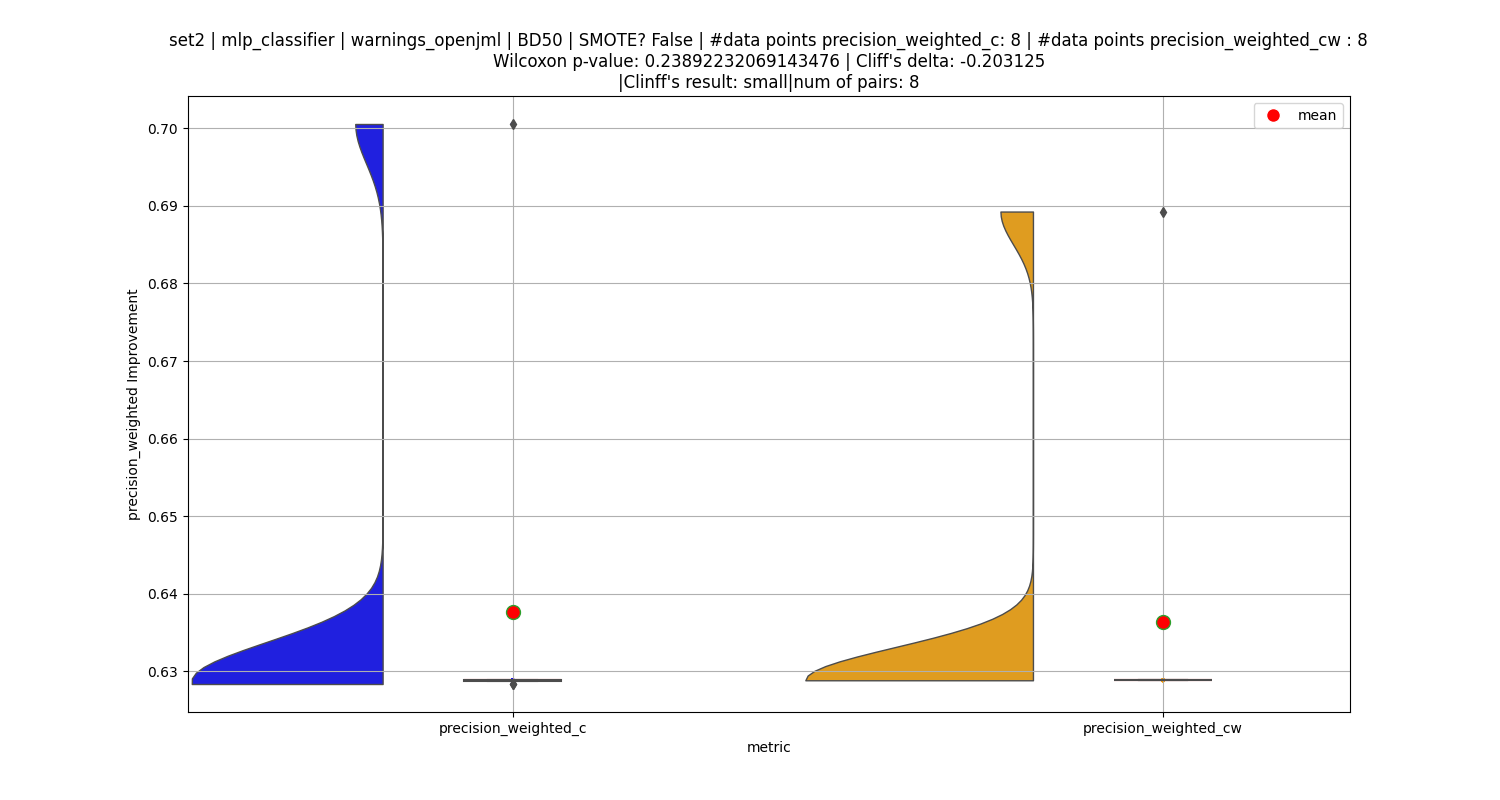 set2 | mlp_classifier | warnings_openjml | BD50 | SMOTE? False | #data points precision_weighted_c: 8 | #data points precision_weighted_cw : 8
Wilcoxon p-value: 0.23892232069143476 | Cliff's delta: -0.203125
|Clinff's result: small|num of pairs: 8
mean
0.70
0.69
0.68
0.67
0.66
0.65
0.64
0.63
precision_weighted Improvement
precision_weighted_c
precision_weighted_cw
metric